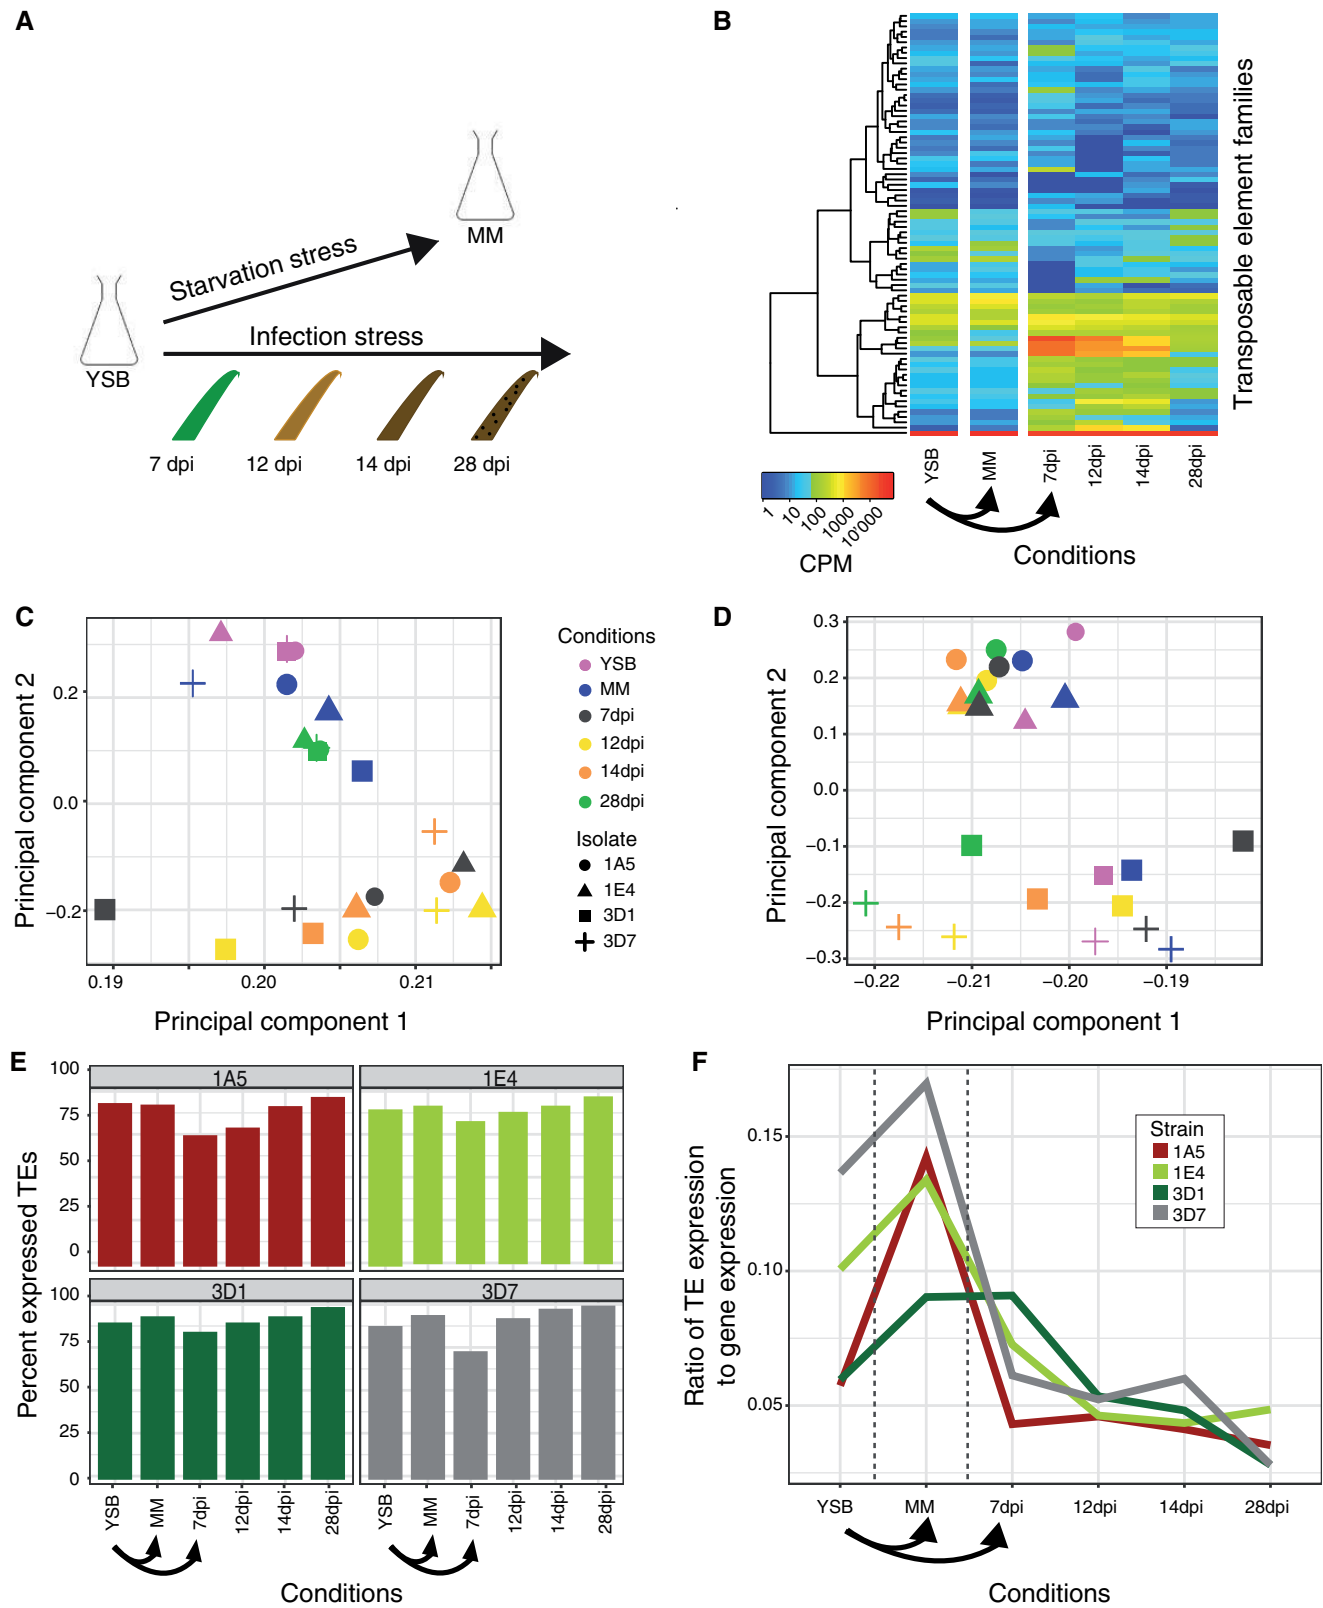 A
Starvation stress
MM
YSB
Infection stress
7 dpi
12 dpi
14 dpi
28 dpi
B
Transposable element families
YSB
MM
7dpi
12dpi
14dpi
28dpi
1
10
100
1000
10'000
CPM
Conditions
C
Principal component 2
0.2
0.0
−0.2
0.19
0.20
0.21
Principal component 1
Conditions
YSB
MM
7dpi
12dpi
14dpi
28dpi
Isolate
1A5
1E4
3D1
3D7
D
Principal component 2
0.3
0.2
0.1
0.0
−0.1
−0.2
−0.3
−0.22
−0.21
−0.20
−0.19
Principal component 1
E
Percent expressed TEs
100
75
50
25
0
1A5
1E4
100
75
50
25
0
3D1
3D7
YSB
MM
7dpi
12dpi
14dpi
28dpi
YSB
MM
7dpi
12dpi
14dpi
28dpi
Conditions
F
Ratio of TE expression
to gene expression
0.15
0.10
0.05
Strain
1A5
1E4
3D1
3D7
YSB
MM
7dpi
12dpi
14dpi
28dpi
Conditions